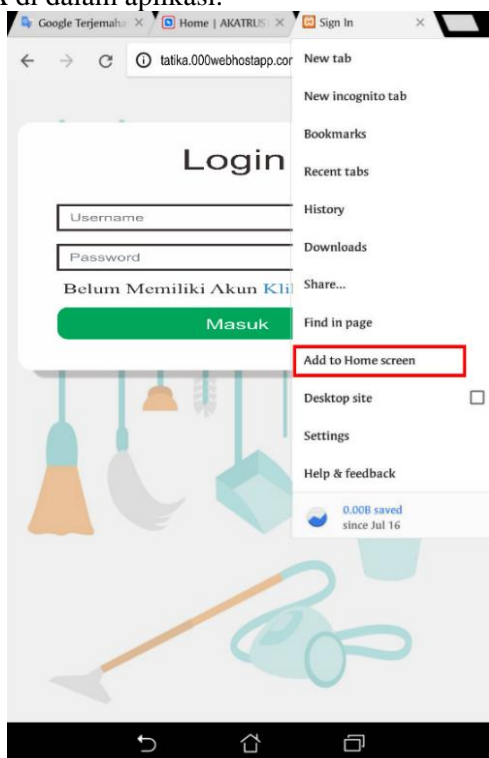 di dalam aplikasi.
Google Terjemaha
Home | AKATRUS
Sign In
tatika.000webhostapp.com
Login
Username
Password
Belum Memiliki Akun Kli
Masuk
New tab
New incognito tab
Bookmarks
Recent tabs
History
Downloads
Share...
Find in page
Add to Home screen
Desktop site
Settings
Help & feedback
0.00B saved
since Jul 16